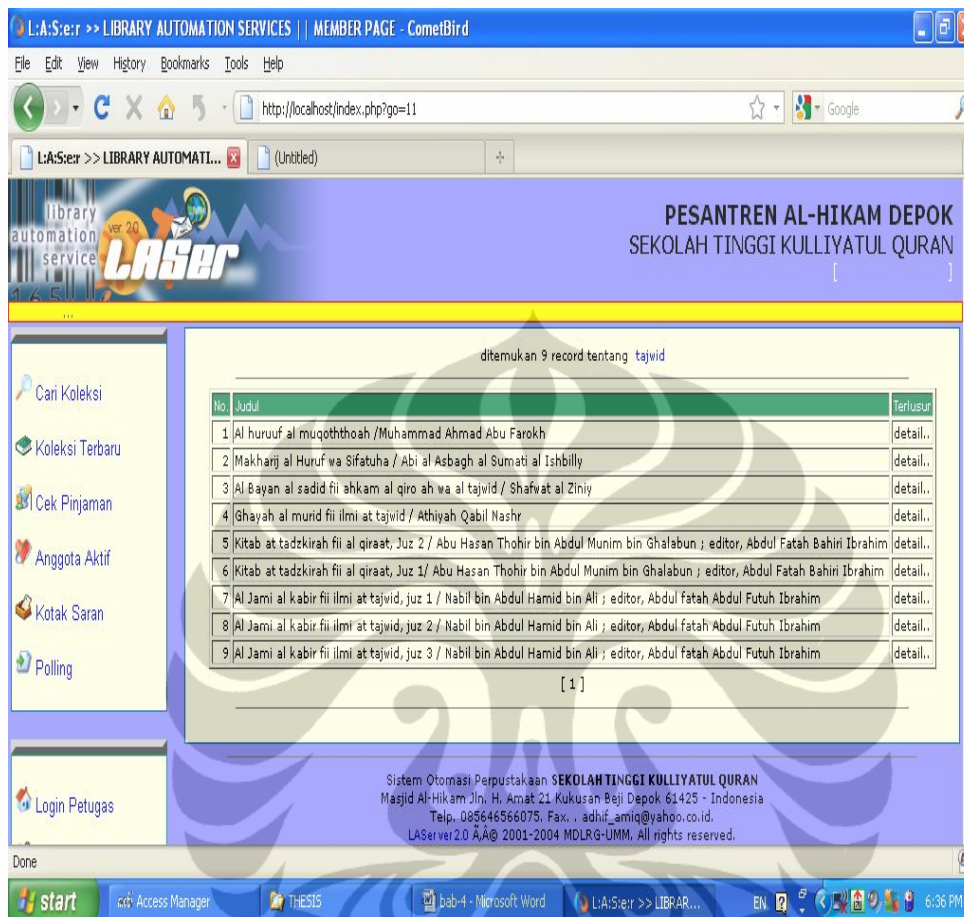 L:A:S:e:r >> LIBRARY AUTOMATION SERVICES || MEMBER PAGE - CometBird
File Edit View History Bookmarks Tools Help
http://localhost/index.php?go=11
Google
L:A:S:e:r >> LIBRARY AUTOMATI...
(Untitled)
library
automation
service
ver. 2.0
LASer
PESANTREN AL-HIKAM DEPOK
SEKOLAH TINGGI KULLIYATUL QURAN
[ ]
...
Cari Koleksi
Koleksi Terbaru
Cek Pinjaman
Anggota Aktif
Kotak Saran
Polling
Login Petugas
ditemukan 9 record tentang tajwid
No. Judul Terlusur
1 Al huruuf al muqoththoah /Muhammad Ahmad Abu Farokh detail..
2 Makharij al Huruf wa Sifatuha / Abi al Asbagh al Sumati al Ishbilly detail..
3 Al Bayan al sadid fii ahkam al qiro ah wa al tajwid / Shafwat al Ziniy detail..
4 Ghayah al murid fii ilmi at tajwid / Athiyah Qabil Nashr detail..
5 Kitab at tadzkirah fii al qiraat, Juz 2 / Abu Hasan Thohir bin Abdul Munim bin Ghalabun ; editor, Abdul Fatah Bahiri Ibrahim detail..
6 Kitab at tadzkirah fii al qiraat, Juz 1/ Abu Hasan Thohir bin Abdul Munim bin Ghalabun ; editor, Abdul Fatah Bahiri Ibrahim detail..
7 Al Jami al kabir fii ilmi at tajwid, juz 1 / Nabil bin Abdul Hamid bin Ali ; editor, Abdul fatah Abdul Futuh Ibrahim detail..
8 Al Jami al kabir fii ilmi at tajwid, juz 2 / Nabil bin Abdul Hamid bin Ali ; editor, Abdul fatah Abdul Futuh Ibrahim detail..
9 Al Jami al kabir fii ilmi at tajwid, juz 3 / Nabil bin Abdul Hamid bin Ali ; editor, Abdul fatah Abdul Futuh Ibrahim detail..
[ 1 ]
Sistem Otomasi Perpustakaan SEKOLAH TINGGI KULLIYATUL QURAN
Masjid Al-Hikam Jln. H. Amat 21 Kukusan Beji Depok 61425 - Indonesia
Telp. 085646566075. Fax. . adhif_amiq@yahoo.co.id.
LAServer2.0 Ã,Â© 2001-2004 MDLRG-UMM. All rights reserved.
Done
start
Access Manager
THESIS
bab-4 - Microsoft Word
L:A:S:e:r >> LIBRAR...
EN
6:36 PM